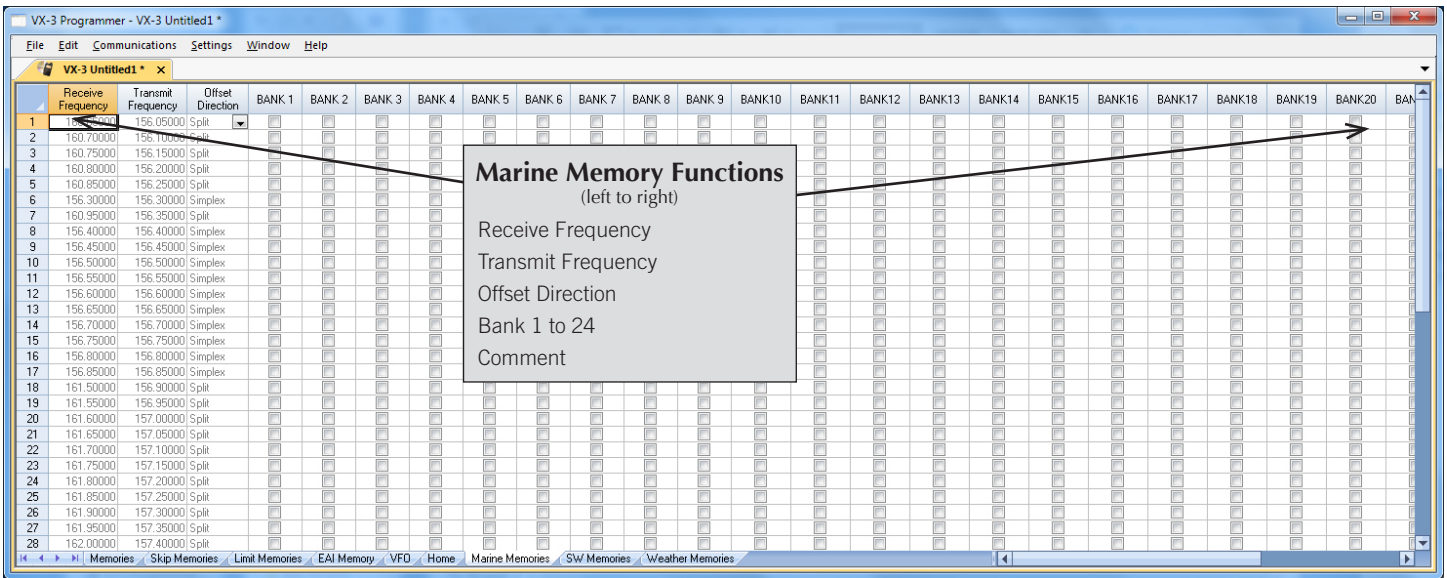 VX-3 Programmer - VX-3 Untitled1 *
File Edit Communications Settings Window Help
VX-3 Untitled1 * x
Receive Frequency Transmit Frequency Offset Direction BANK 1 BANK 2 BANK 3 BANK 4 BANK 5 BANK 6 BANK 7 BANK 8 BANK 9 BANK10 BANK11 BANK12 BANK13 BANK14 BANK15 BANK16 BANK17 BANK18 BANK19 BANK20 BAN
1 156.05000 Split
2 160.70000 156.10000 Split
3 160.75000 156.15000 Split
4 160.80000 156.20000 Split
5 160.85000 156.25000 Split
6 156.30000 156.30000 Simplex
7 160.95000 156.35000 Split
8 156.40000 156.40000 Simplex
9 156.45000 156.45000 Simplex
10 156.50000 156.50000 Simplex
11 156.55000 156.55000 Simplex
12 156.60000 156.60000 Simplex
13 156.65000 156.65000 Simplex
14 156.70000 156.70000 Simplex
15 156.75000 156.75000 Simplex
16 156.80000 156.80000 Simplex
17 156.85000 156.85000 Simplex
18 161.50000 156.90000 Split
19 161.55000 156.95000 Split
20 161.60000 157.00000 Split
21 161.65000 157.05000 Split
22 161.70000 157.10000 Split
23 161.75000 157.15000 Split
24 161.80000 157.20000 Split
25 161.85000 157.25000 Split
26 161.90000 157.30000 Split
27 161.95000 157.35000 Split
28 162.00000 157.40000 Split
Marine Memory Functions
(left to right)
Receive Frequency
Transmit Frequency
Offset Direction
Bank 1 to 24
Comment
Memories Skip Memories Limit Memories EAI Memory VFO Home Marine Memories SW Memories Weather Memories